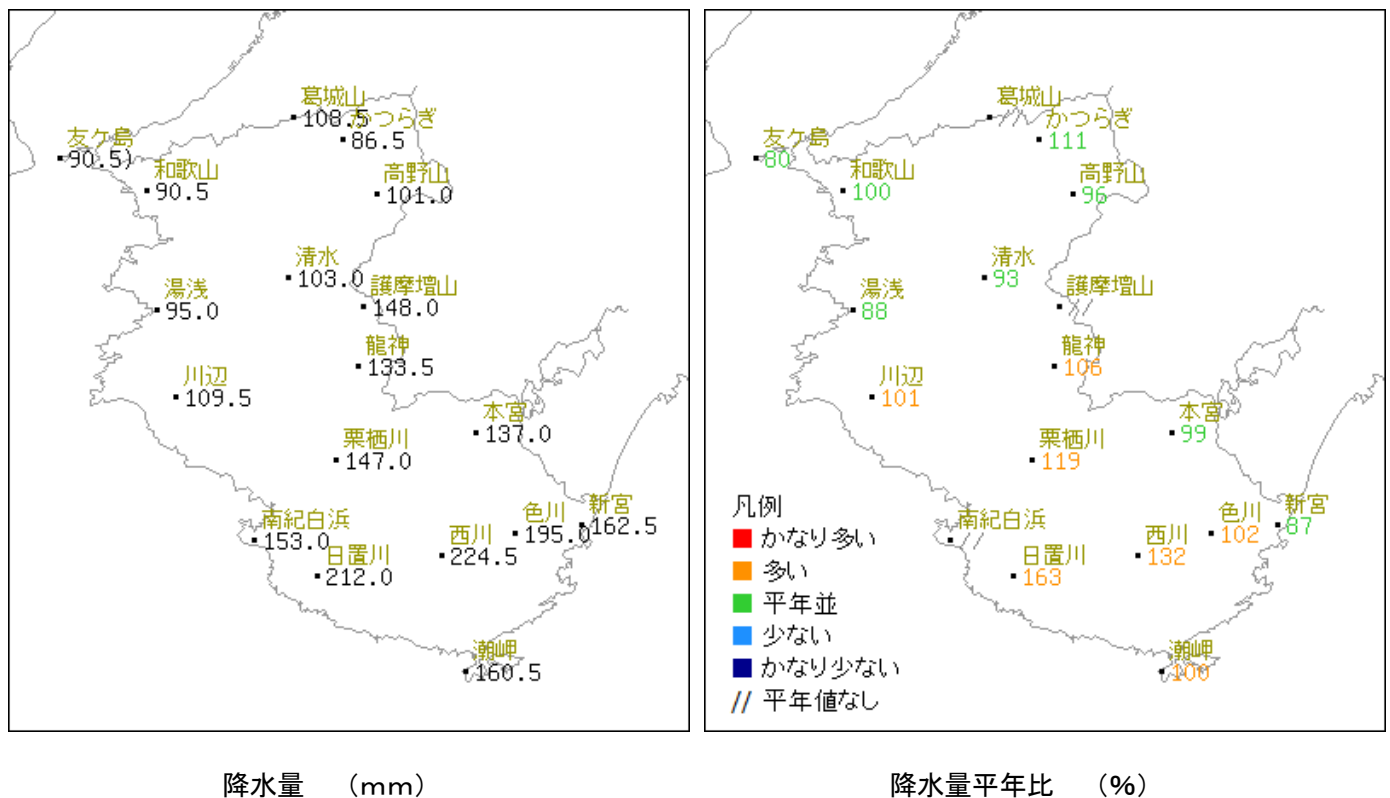 葛城山
108.5
かつらぎ
86.5
友ケ島
90.5)
和歌山
90.5
高野山
101.0
清水
103.0
護摩壇山
148.0
湯浅
95.0
龍神
133.5
川辺
109.5
本宮
137.0
栗栖川
147.0
南紀白浜
153.0
日置川
212.0
西川
224.5
色川
195.0
新宮
162.5
潮岬
160.5
降水量 （mm）
葛城山
//
かつらぎ
111
友ケ島
80
和歌山
100
高野山
96
清水
93
護摩壇山
//
湯浅
88
龍神
106
川辺
101
本宮
99
栗栖川
119
南紀白浜
//
日置川
163
西川
132
色川
102
新宮
87
潮岬
100
凡例
かなり多い
多い
平年並
少ない
かなり少ない
// 平年値なし
降水量平年比 （%）